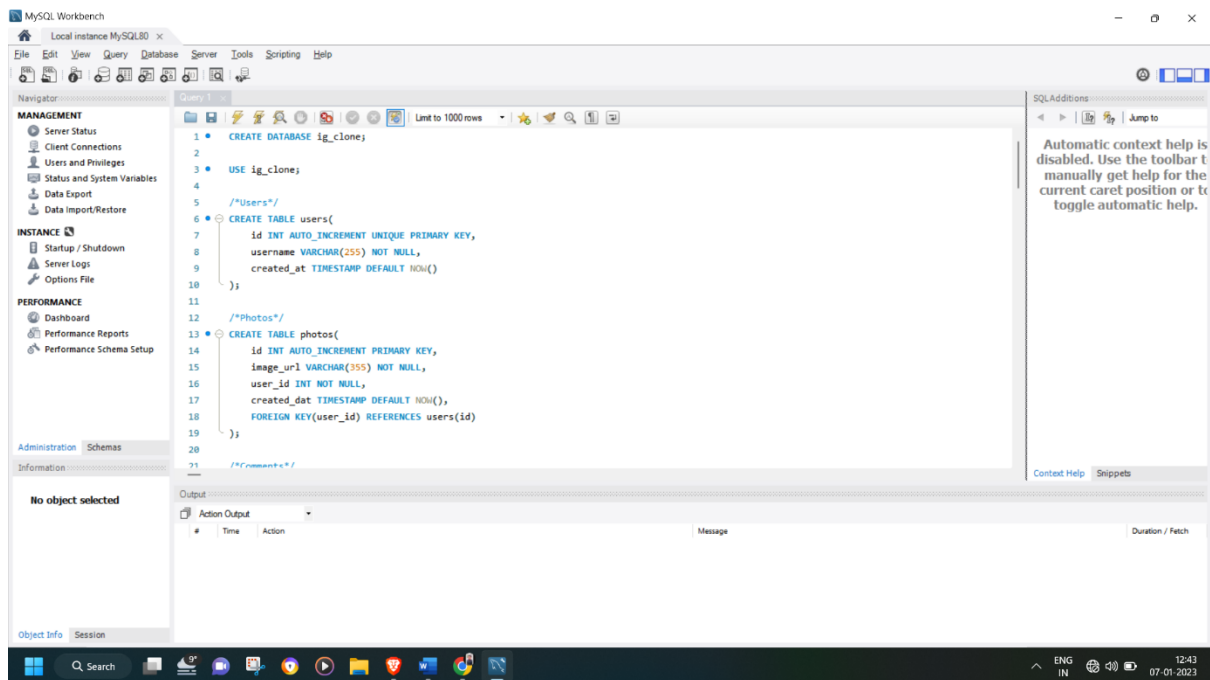 MySQL Workbench
Local instance MySQL80
File Edit View Query Database Server Tools Scripting Help
Navigator
MANAGEMENT
Server Status
Client Connections
Users and Privileges
Status and System Variables
Data Export
Data Import/Restore
INSTANCE
Startup / Shutdown
Server Logs
Options File
PERFORMANCE
Dashboard
Performance Reports
Performance Schema Setup
Administration Schemas
Information
No object selected
Object Info Session
Query 1
Limit to 1000 rows
1 CREATE DATABASE ig_clone;
2
3 USE ig_clone;
4
5 /*Users*/
6 CREATE TABLE users(
7 id INT AUTO_INCREMENT UNIQUE PRIMARY KEY,
8 username VARCHAR(255) NOT NULL,
9 created_at TIMESTAMP DEFAULT NOW()
10 );
11
12 /*Photos*/
13 CREATE TABLE photos(
14 id INT AUTO_INCREMENT PRIMARY KEY,
15 image_url VARCHAR(355) NOT NULL,
16 user_id INT NOT NULL,
17 created_dat TIMESTAMP DEFAULT NOW(),
18 FOREIGN KEY(user_id) REFERENCES users(id)
19 );
20
21 /*Comments*/
SQLAdditions
Jump to
Automatic context help is
disabled. Use the toolbar t
manually get help for the
current caret position or to
toggle automatic help.
Context Help Snippets
Output
Action Output
# Time Action Message Duration / Fetch
Search
9°
ENG
IN
12:43
07-01-2023